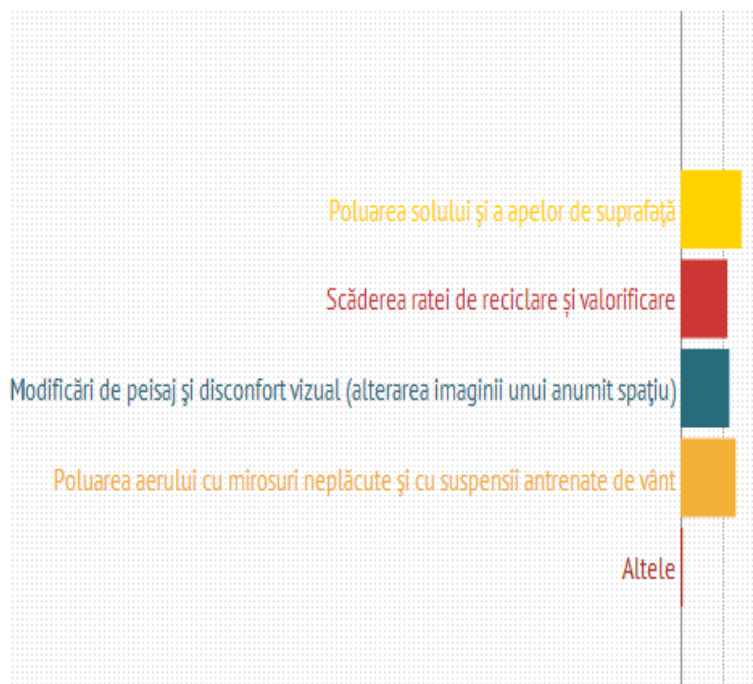 Poluarea solului şi a apelor de suprafaţă
Scăderea ratei de reciclare și valorificare
Modificări de peisaj şi disconfort vizual (alterarea imaginii unui anumit spaţiu)
Poluarea aerului cu mirosuri neplăcute şi cu suspensii antrenate de vânt
Altele